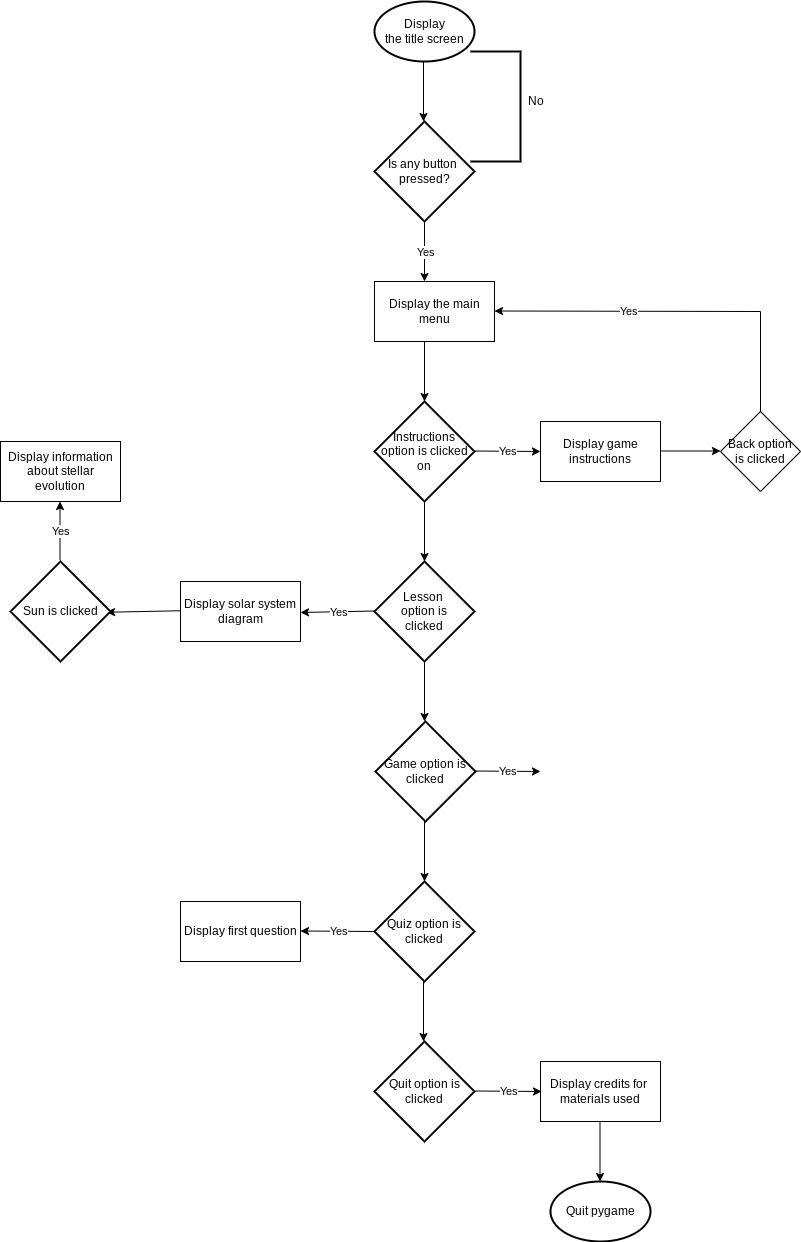 Display
the title screen
No
Is any button
pressed?
Yes
Display the main
menu
Yes
Instructions
option is clicked
on
Yes
Display game
instructions
Back option
is clicked
Display information
about stellar
evolution
Yes
Sun is clicked
Display solar system
diagram
Yes
Lesson
option is
clicked
Game option is
clicked
Yes
Display first question
Yes
Quiz option is
clicked
Quit option is
clicked
Yes
Display credits for
materials used
Quit pygame